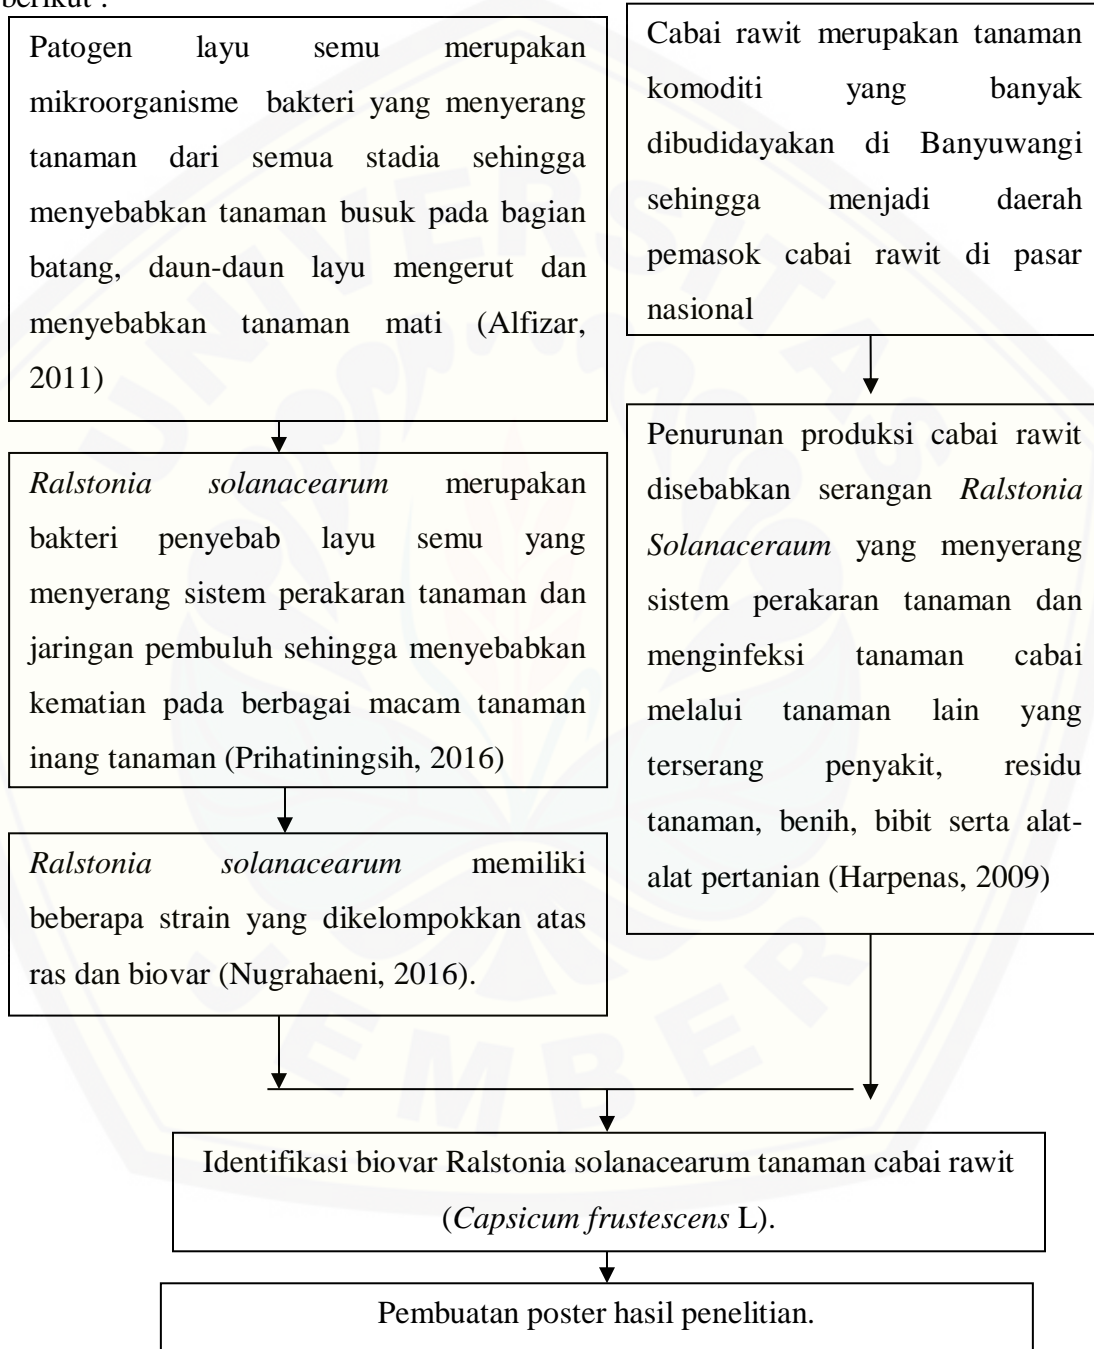 berikut :
Patogen layu semu merupakan
mikroorganisme bakteri yang menyerang
tanaman dari semua stadia sehingga
menyebabkan tanaman busuk pada bagian
batang, daun-daun layu mengerut dan
menyebabkan tanaman mati (Alfizar,
2011)
Ralstonia solanacearum merupakan
bakteri penyebab layu semu yang
menyerang sistem perakaran tanaman dan
jaringan pembuluh sehingga menyebabkan
kematian pada berbagai macam tanaman
inang tanaman (Prihatiningsih, 2016)
Ralstonia solanacearum memiliki
beberapa strain yang dikelompokkan atas
ras dan biovar (Nugrahaeni, 2016).
Cabai rawit merupakan tanaman
komoditi yang banyak
dibudidayakan di Banyuwangi
sehingga menjadi daerah
pemasok cabai rawit di pasar
nasional
Penurunan produksi cabai rawit
disebabkan serangan Ralstonia
Solanaceraum yang menyerang
sistem perakaran tanaman dan
menginfeksi tanaman cabai
melalui tanaman lain yang
terserang penyakit, residu
tanaman, benih, bibit serta alat-
alat pertanian (Harpenas, 2009)
Identifikasi biovar Ralstonia solanacearum tanaman cabai rawit
(Capsicum frustescens L).
Pembuatan poster hasil penelitian.
UNIVERSITAS
JEMBER